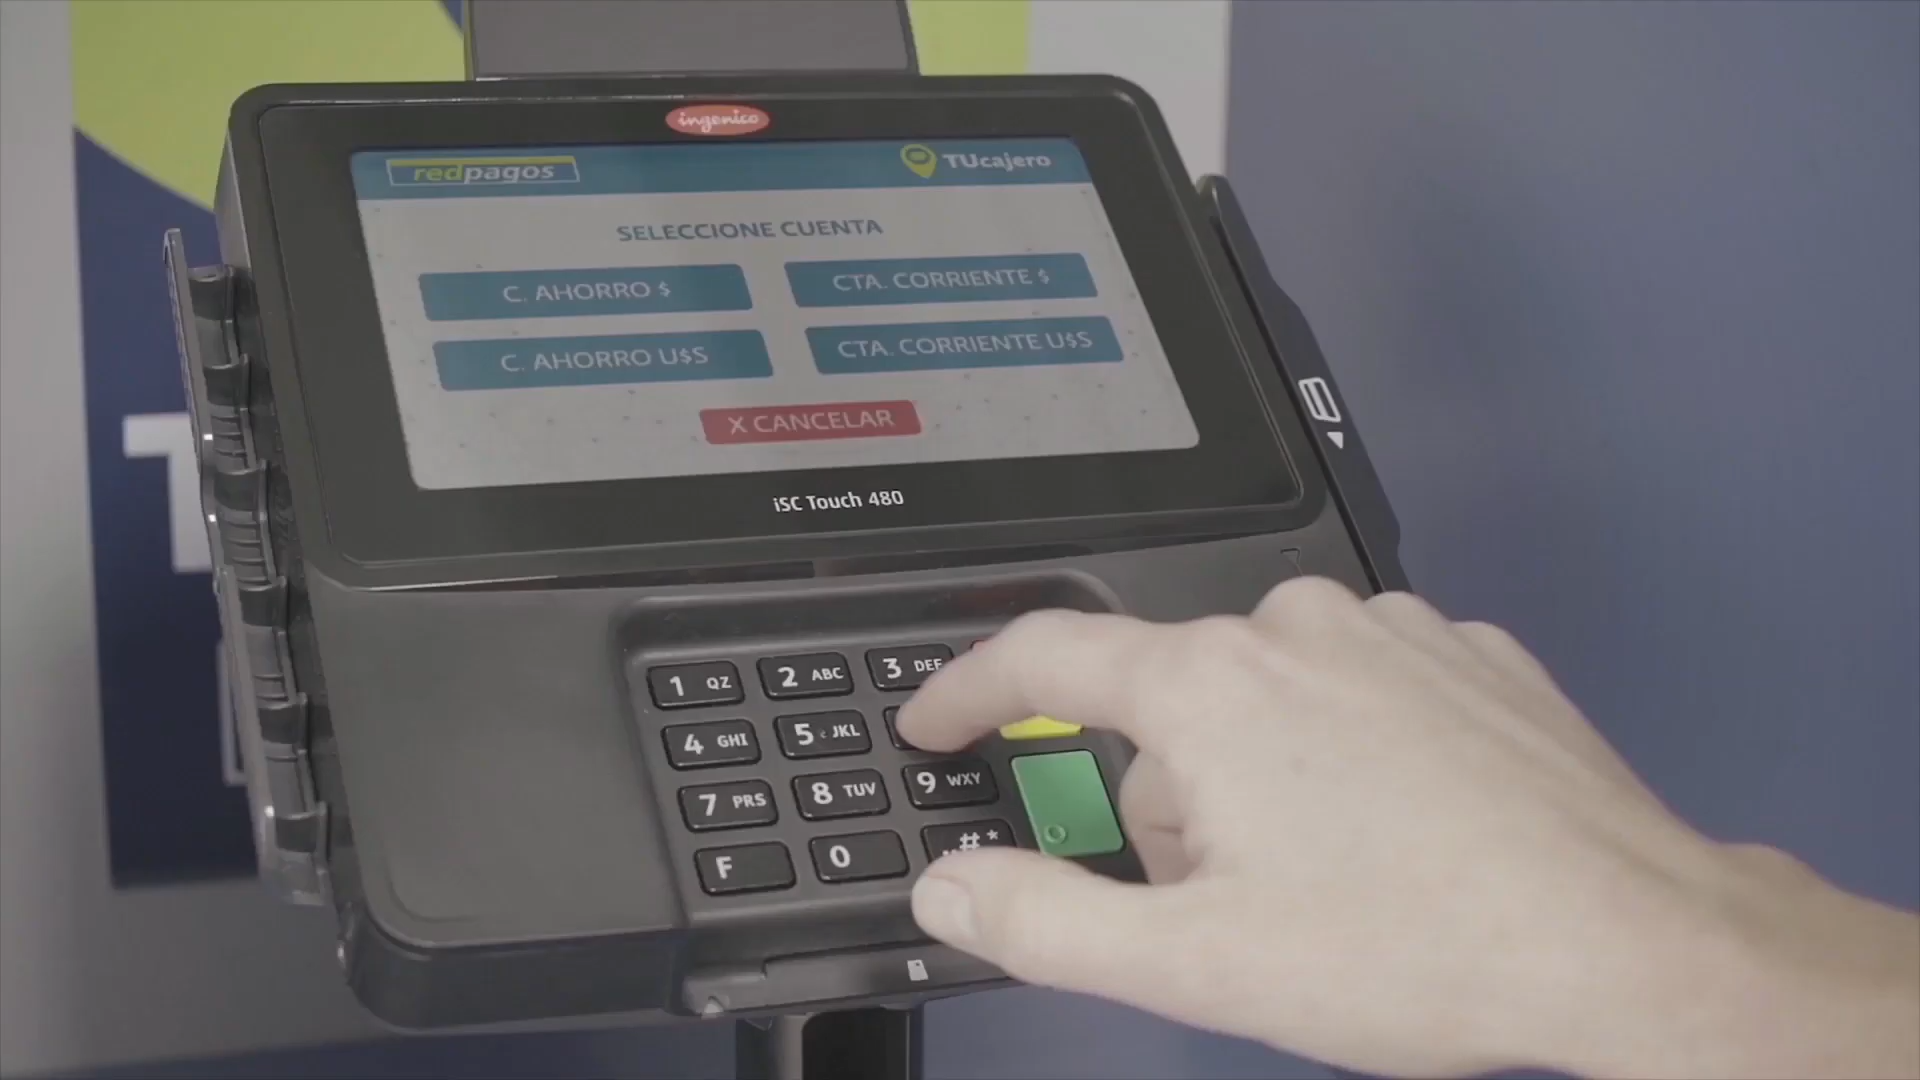 ingenico
redpagos
TUcajero
SELECCIONE CUENTA
C. AHORRO $
CTA. CORRIENTE $
C. AHORRO U$S
CTA. CORRIENTE U$S
X CANCELAR
iSC Touch 480
1 QZ
2 ABC
3 DEF
4 GHI
5 JKL
7 PRS
8 TUV
9 WXY
F
0
#*